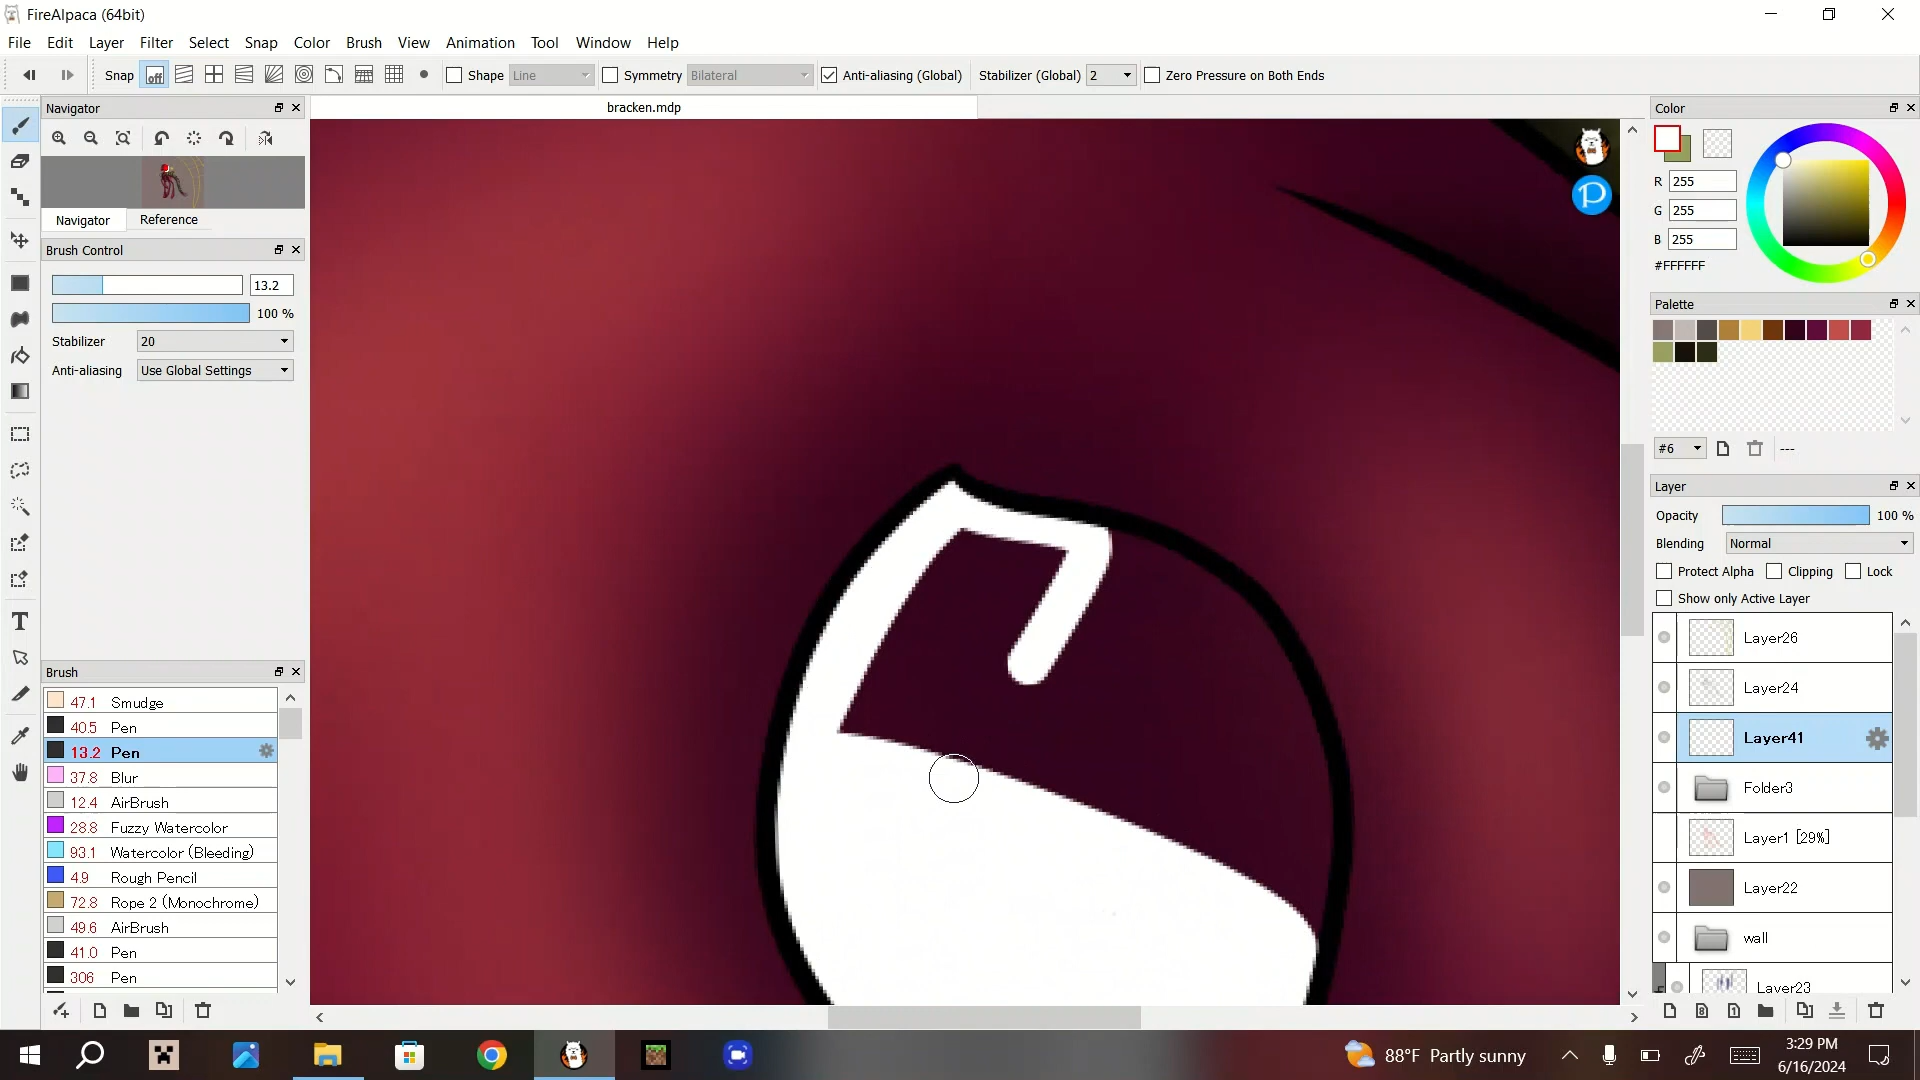 FireAlpaca (64bit)
File Edit Layer Filter Select Snap Color Brush View Animation Tool Window Help
Snap off Shape Line Symmetry Bilateral Anti-aliasing (Global) Stabilizer (Global) 2 Zero Pressure on Both Ends
Navigator
bracken.mdp
Navigator Reference
Brush Control
13.2
100 %
Stabilizer 20
Anti-aliasing Use Global Settings
Brush
47.1 Smudge
40.5 Pen
13.2 Pen
37.8 Blur
12.4 AirBrush
28.8 Fuzzy Watercolor
93.1 Watercolor (Bleeding)
4.9 Rough Pencil
72.8 Rope 2 (Monochrome)
49.6 AirBrush
41.0 Pen
306 Pen
T
P
Color
R 255
G 255
B 255
#FFFFFF
Palette
#6 ---
Layer
Opacity 100 %
Blending Normal
Protect Alpha Clipping Lock
Show only Active Layer
Layer26
Layer24
Layer41
Folder3
Layer1 [29%]
Layer22
wall
Layer23
8 1
88°F Partly sunny
3:29 PM
6/16/2024